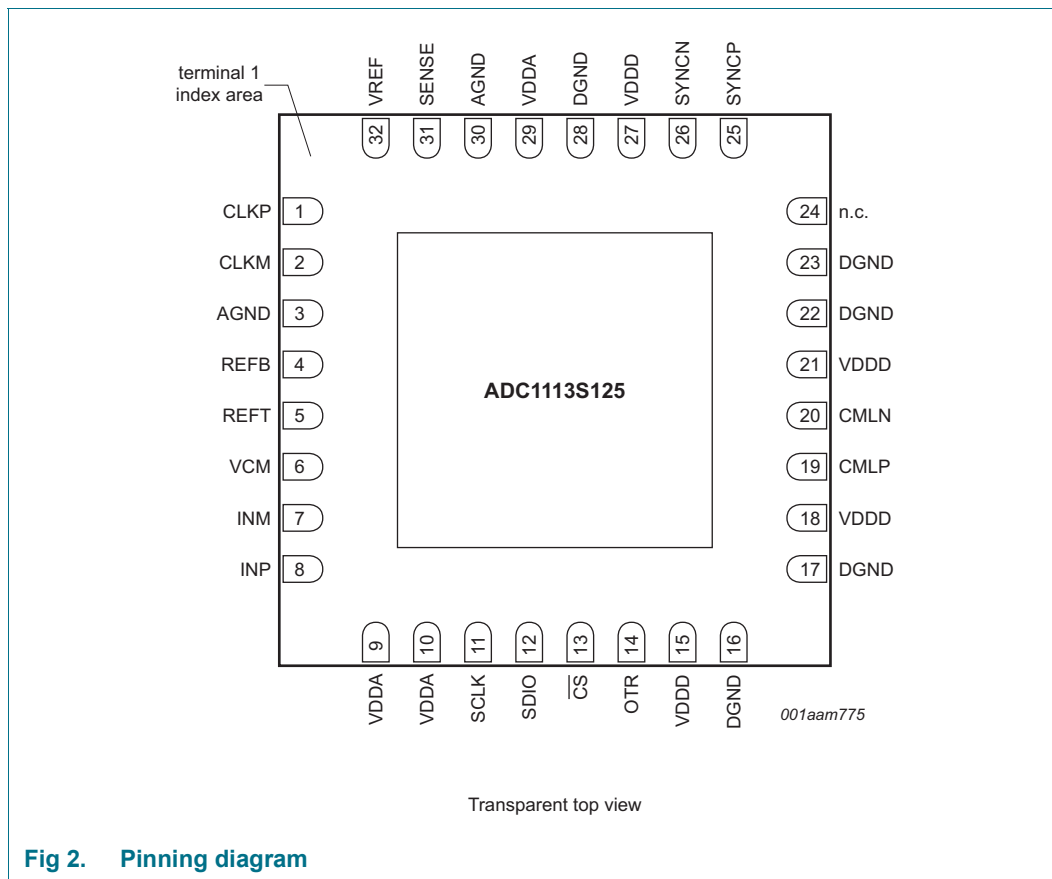 terminal 1
index area
VREF
SENSE
AGND
VDDA
DGND
VDDD
SYNCN
SYNCP
32
31
30
29
28
27
26
25
CLKP 1
CLKM 2
AGND 3
REFB 4
REFT 5
VCM 6
INM 7
INP 8
ADC1113S125
24 n.c.
23 DGND
22 DGND
21 VDDD
20 CMLN
19 CMLP
18 VDDD
17 DGND
9
10
11
12
13
14
15
16
VDDA
VDDA
SCLK
SDIO
C̅S̅
OTR
VDDD
DGND
001aam775
Transparent top view
Fig 2. Pinning diagram